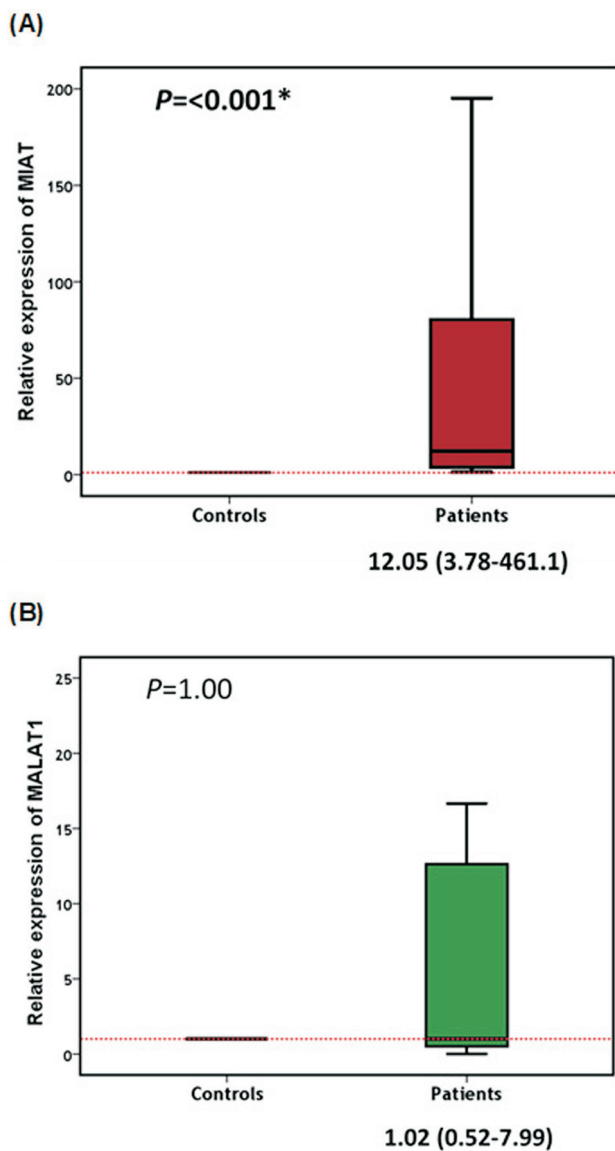 (A)
P=<0.001*
Relative expression of MIAT
200
150
100
50
0
Controls
Patients
12.05 (3.78-461.1)
(B)
P=1.00
Relative expression of MALAT1
25
20
15
10
5
0
Controls
Patients
1.02 (0.52-7.99)